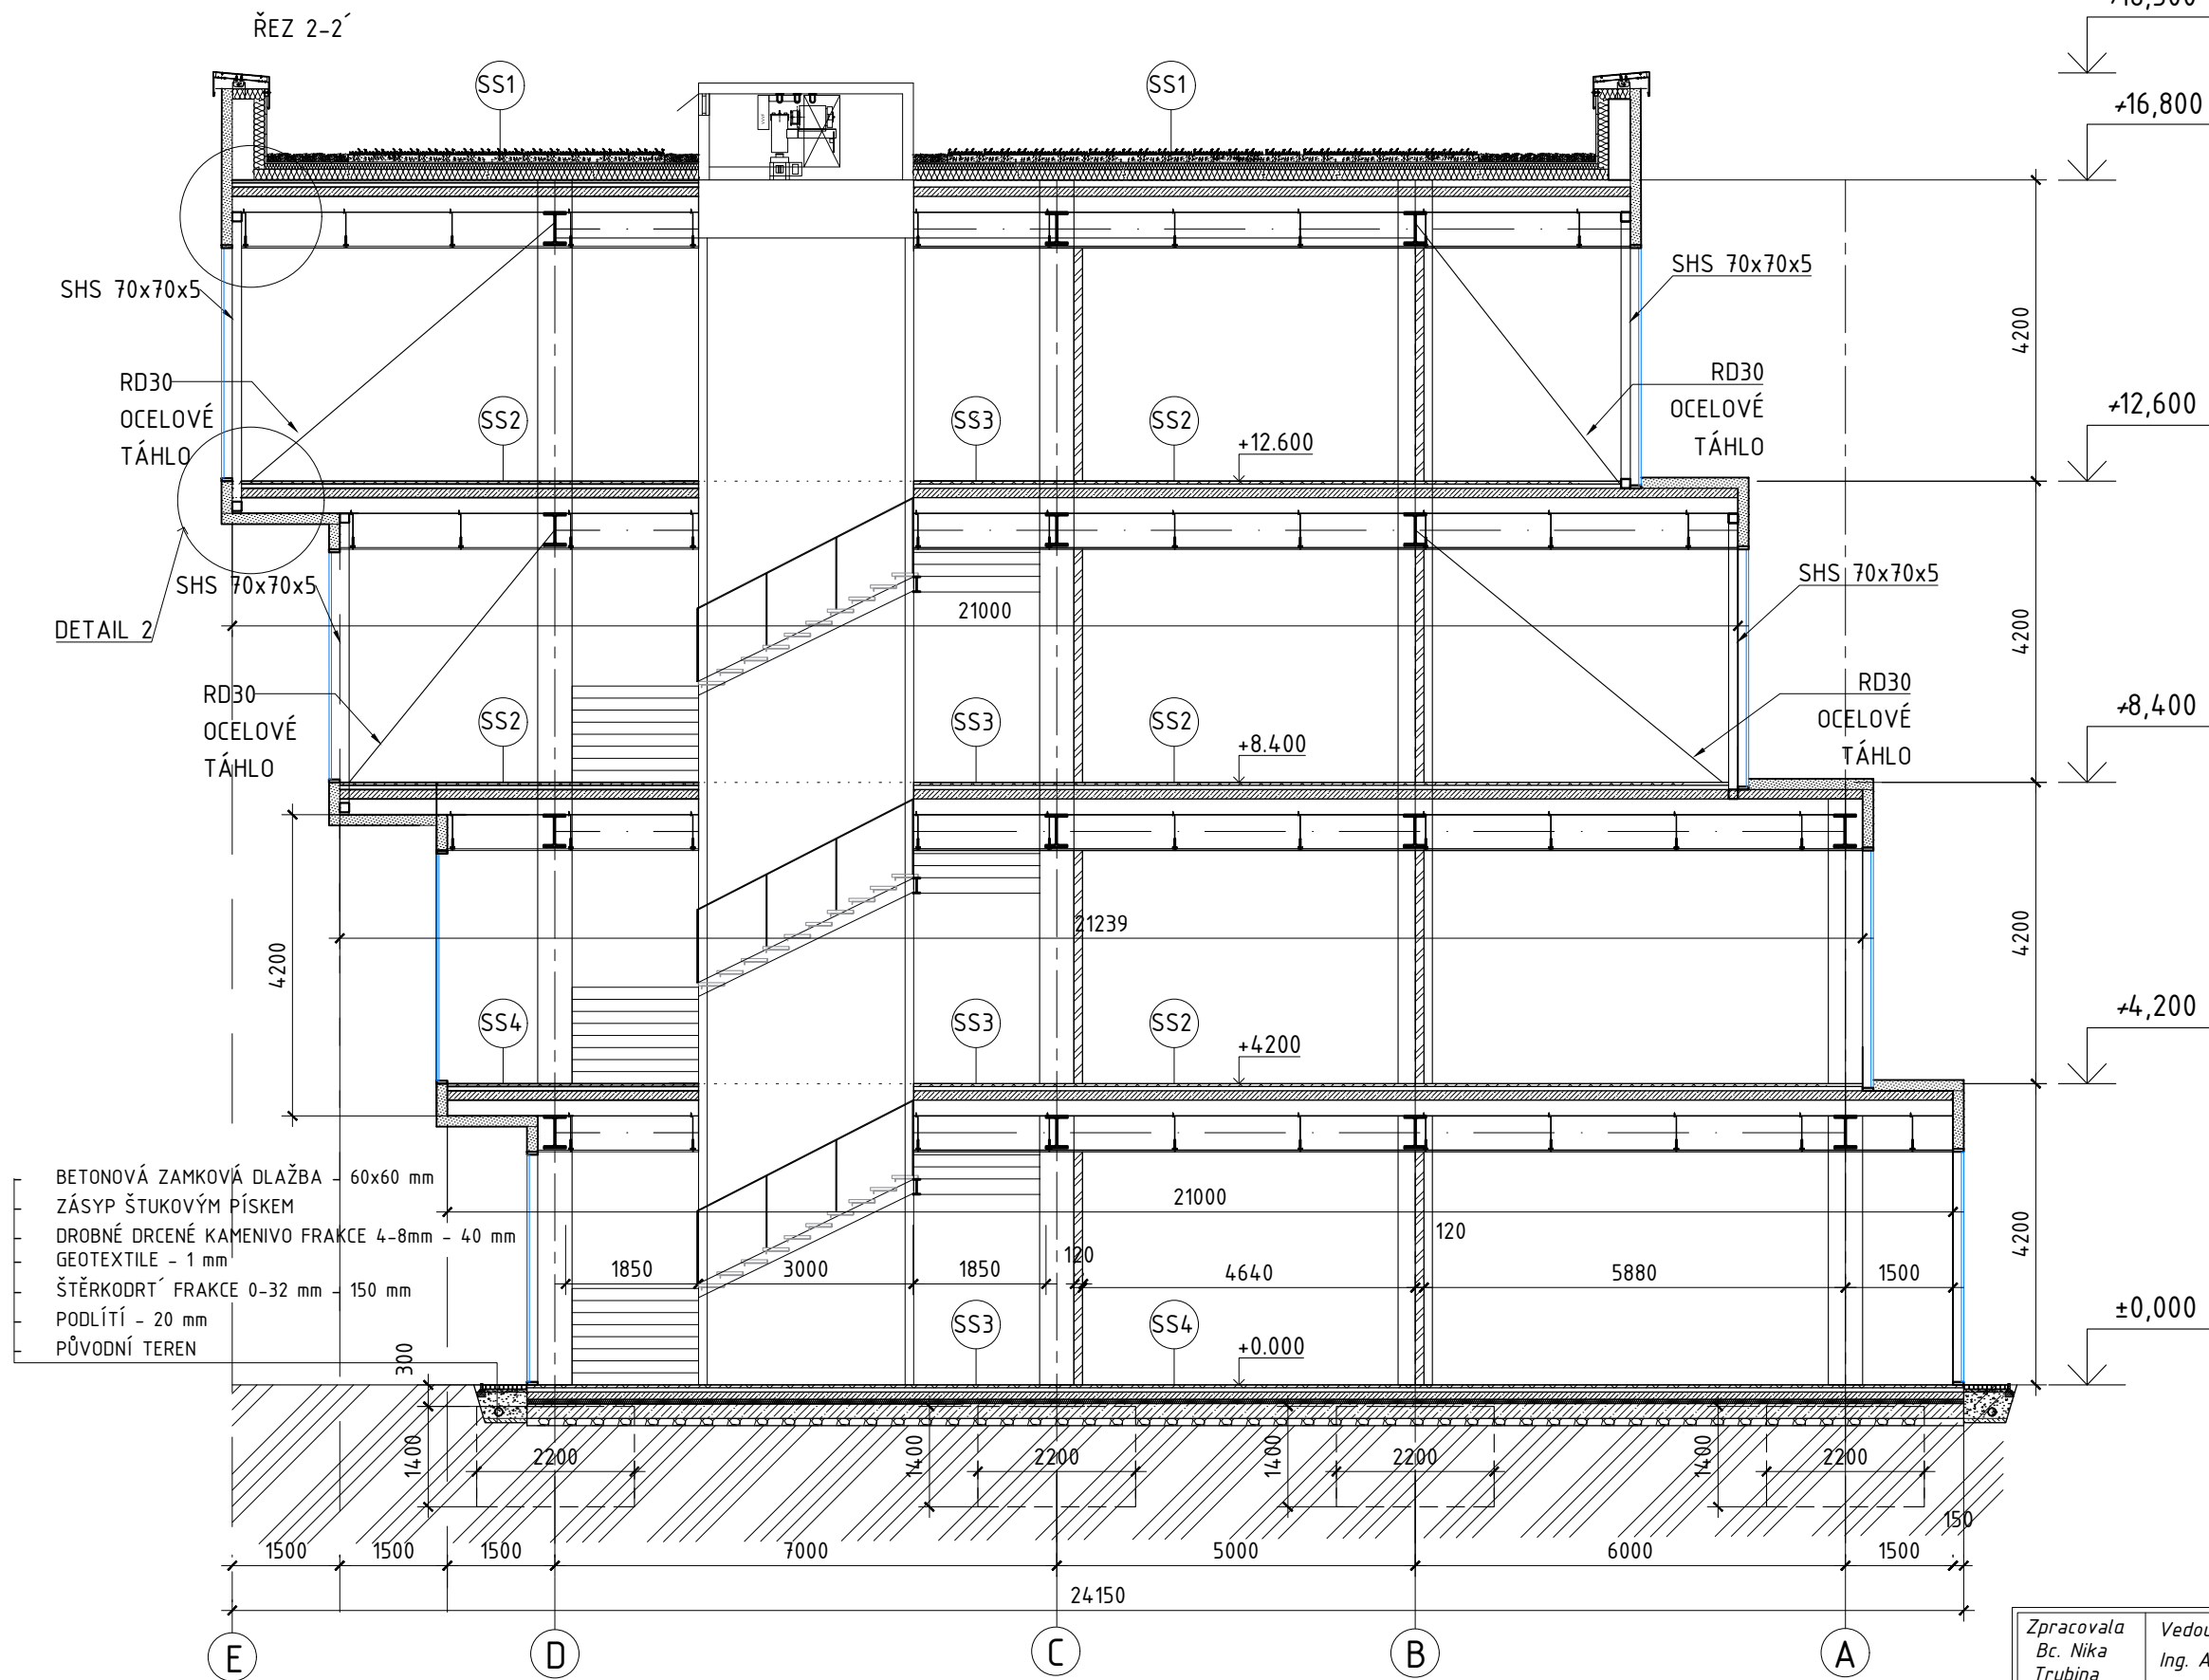 ŘEZ 2-2´
SS1
SS1
+16,800
SHS 70x70x5
SHS 70x70x5
4200
RD30
OCELOVÉ
TÁHLO
RD30
OCELOVÉ
TÁHLO
SS2
SS3
SS2
+12.600
+12,600
SHS 70x70x5
SHS 70x70x5
DETAIL 2
21000
4200
RD30
OCELOVÉ
TÁHLO
RD30
OCELOVÉ
TÁHLO
SS2
SS3
SS2
+8.400
+8,400
21239
4200
4200
SS4
SS3
SS2
+4200
+4,200
BETONOVÁ ZAMKOVÁ DLAŽBA - 60x60 mm
ZÁSYP ŠTUKOVÝM PÍSKEM
DROBNÉ DRCENÉ KAMENIVO FRAKCE 4-8mm - 40 mm
GEOTEXTILE - 1 mm
ŠTĚRKODRT´ FRAKCE 0-32 mm - 150 mm
PODLÍTÍ - 20 mm
PŮVODNÍ TEREN
21000
120
120
4200
1850
3000
1850
4640
5880
1500
SS3
SS4
+0.000
±0,000
300
1400
2200
1400
2200
1400
2200
1400
2200
150
1500
1500
1500
7000
5000
6000
1500
24150
E
D
C
B
A
Zpracovala
Bc. Nika
Trubina